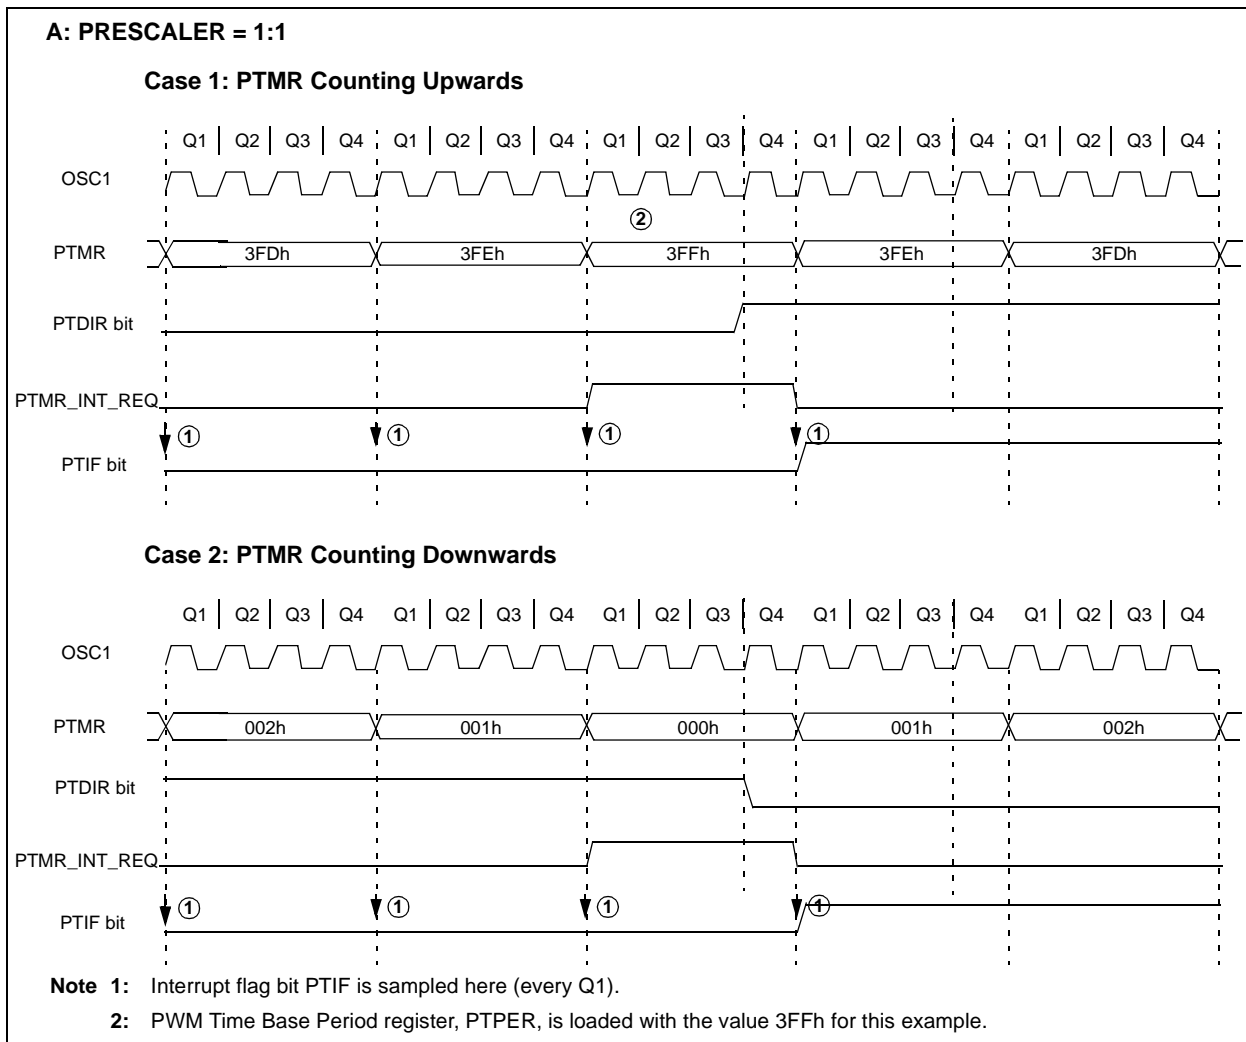 A: PRESCALER = 1:1
Case 1: PTMR Counting Upwards
Q1 Q2 Q3 Q4 Q1 Q2 Q3 Q4 Q1 Q2 Q3 Q4 Q1 Q2 Q3 Q4 Q1 Q2 Q3 Q4
OSC1
2
PTMR 3FDh 3FEh 3FFh 3FEh 3FDh
PTDIR bit
PTMR_INT_REQ
1 1 1 1
PTIF bit
Case 2: PTMR Counting Downwards
Q1 Q2 Q3 Q4 Q1 Q2 Q3 Q4 Q1 Q2 Q3 Q4 Q1 Q2 Q3 Q4 Q1 Q2 Q3 Q4
OSC1
PTMR 002h 001h 000h 001h 002h
PTDIR bit
PTMR_INT_REQ
1 1 1 1
PTIF bit
Note 1: Interrupt flag bit PTIF is sampled here (every Q1).
2: PWM Time Base Period register, PTPER, is loaded with the value 3FFh for this example.